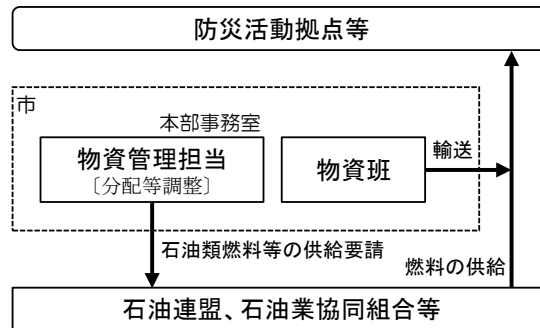 防災活動拠点等
市
本部事務室
物資管理担当
〔分配等調整〕
物資班
輸送
石油類燃料等の供給要請
燃料の供給
石油連盟、石油業協同組合等